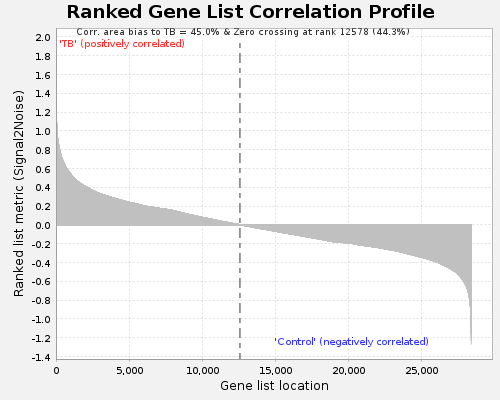 Ranked Gene List Correlation Profile
Corr. area bias to TB = 45.0% & Zero crossing at rank 12578 (44.3%)
'TB' (positively correlated)
2.0
1.8
1.6
1.4
1.2
1.0
0.8
0.6
0.4
0.2
0.0
-0.2
-0.4
-0.6
-0.8
-1.0
-1.2
-1.4
Ranked list metric (Signal2Noise)
'Control' (negatively correlated)
0 5,000 10,000 15,000 20,000 25,000
Gene list location